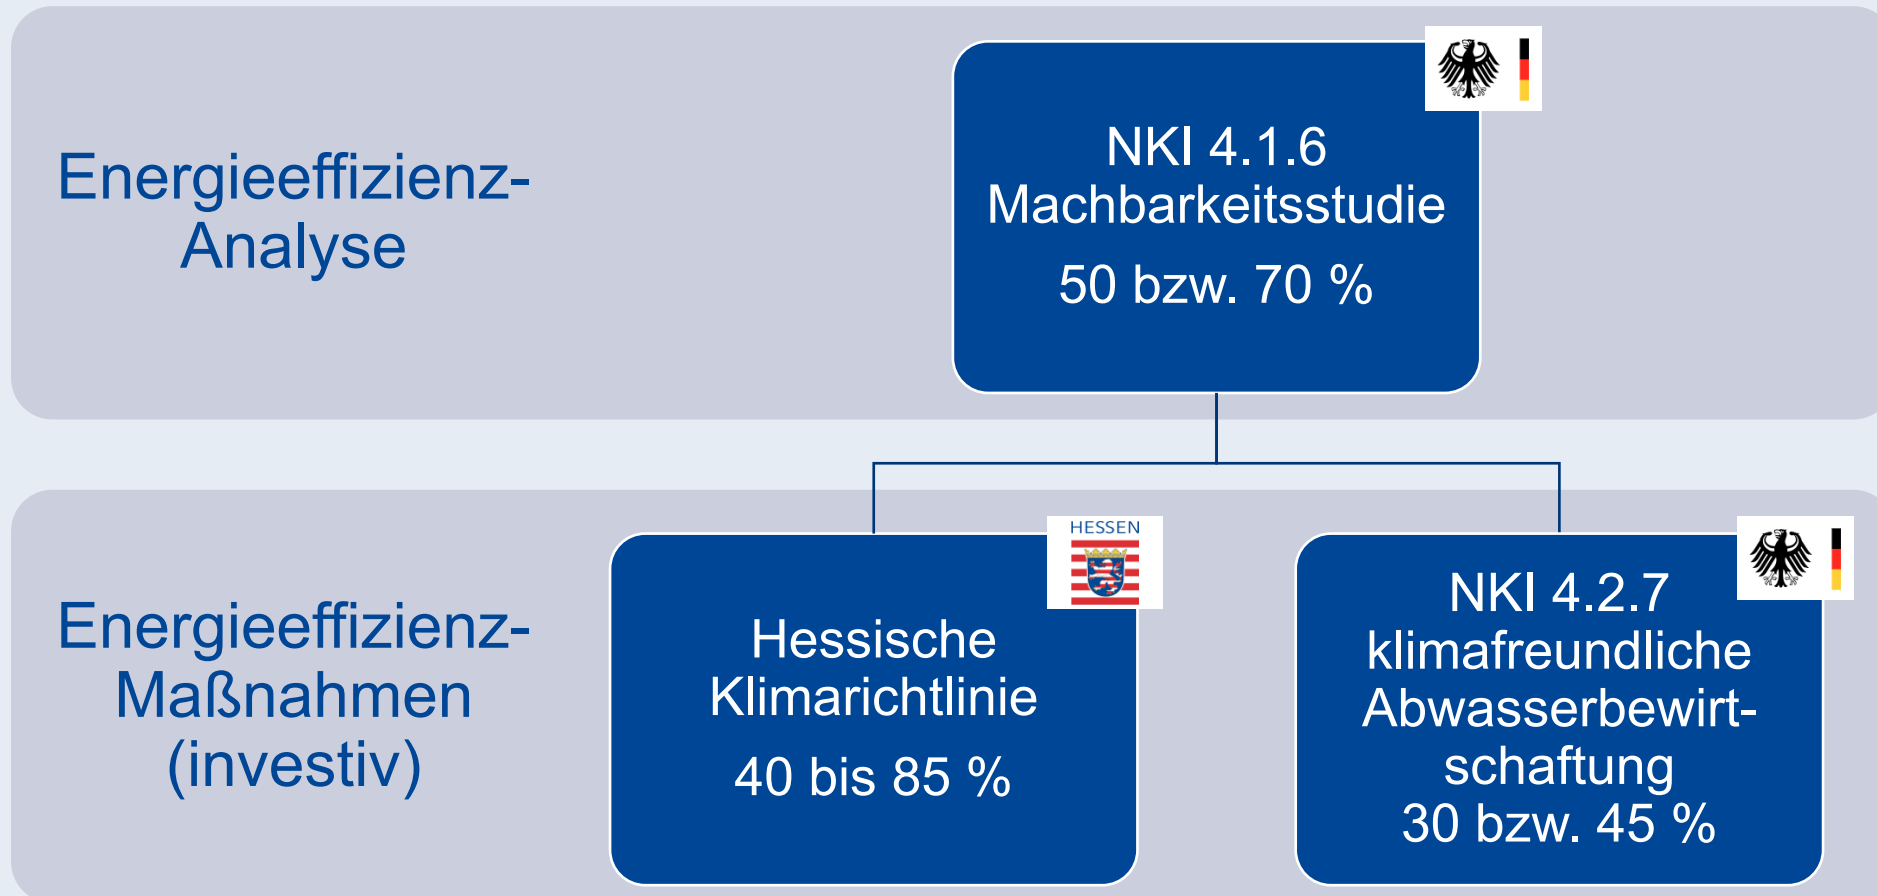 Energieeffizienz-
Analyse
NKI 4.1.6
Machbarkeitsstudie
50 bzw. 70 %
Energieeffizienz-
Maßnahmen
(investiv)
HESSEN
Hessische
Klimarichtlinie
40 bis 85 %
NKI 4.2.7
klimafreundliche
Abwasserbewirt-
schaftung
30 bzw. 45 %